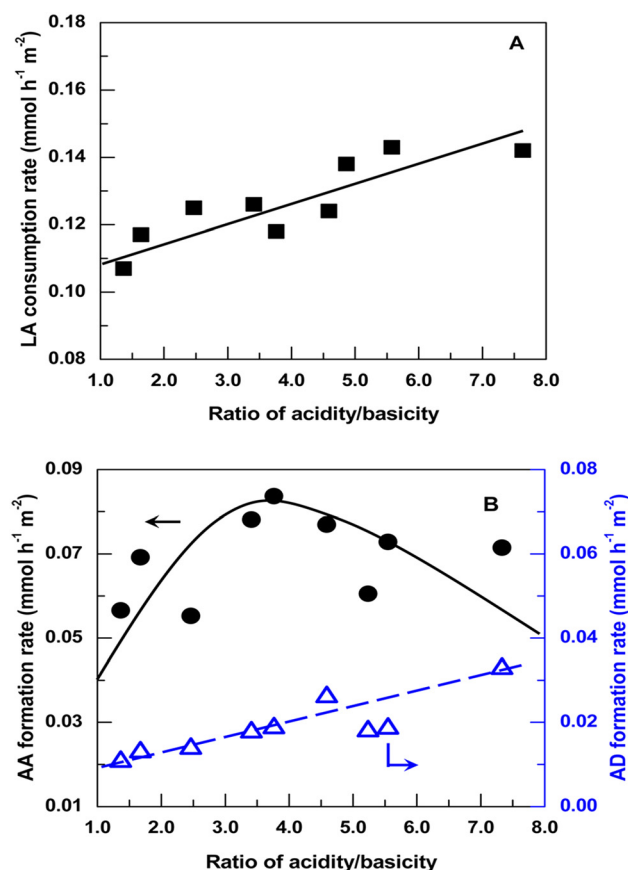 A
LA consumption rate (mmol h⁻¹ m⁻²)
0.18
0.16
0.14
0.12
0.10
0.08
1.0 2.0 3.0 4.0 5.0 6.0 7.0 8.0
Ratio of acidity/basicity
B
AA formation rate (mmol h⁻¹ m⁻²)
0.09
0.07
0.05
0.03
0.01
0.08
0.06
0.04
0.02
0.00
AD formation rate (mmol h⁻¹ m⁻²)
1.0 2.0 3.0 4.0 5.0 6.0 7.0 8.0
Ratio of acidity/basicity